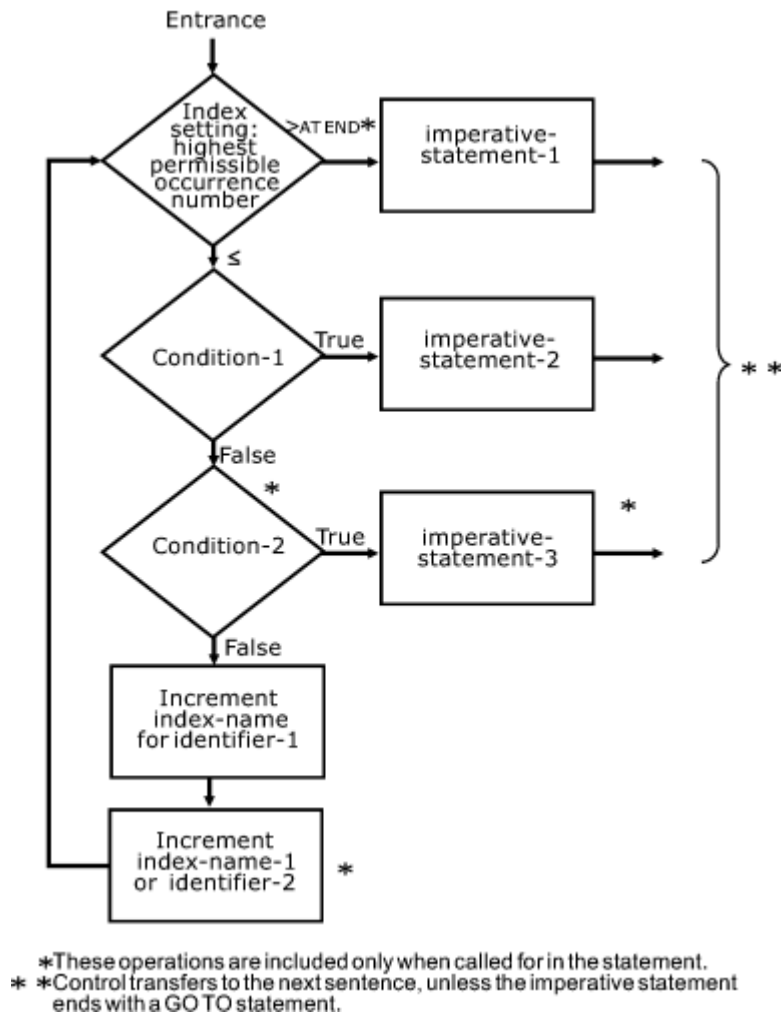 Entrance
Index
setting:
highest
permissible
occurrence
number
>AT END*
imperative-
statement-1
≤
Condition-1
True
imperative-
statement-2
* *
False
*
Condition-2
True
imperative-
statement-3
*
False
Increment
index-name
for identifier-1
Increment
index-name-1
or identifier-2
*
*These operations are included only when called for in the statement.
* *Control transfers to the next sentence, unless the imperative statement
ends with a GO TO statement.